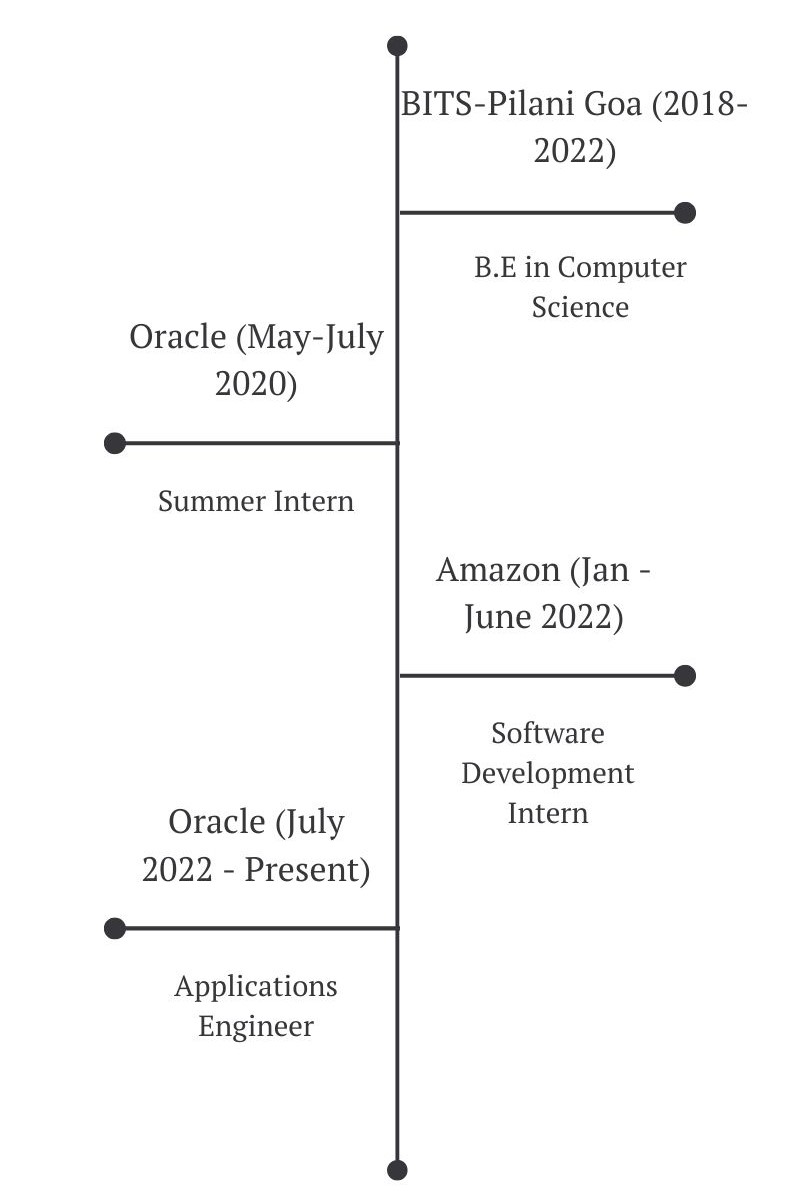 BITS-Pilani Goa (2018-
2022)
B.E in Computer
Science
Oracle (May-July
2020)
Summer Intern
Amazon (Jan -
June 2022)
Software
Development
Intern
Oracle (July
2022 - Present)
Applications
Engineer